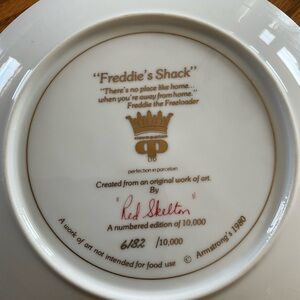 "Freddie's Shack"
"There's no place like home...
when you're away from home."
Freddie the Freeloader
perfection in porcelain
Created from an original work of art.
By
"Red Skelton"
A numbered edition of 10,000
6182 /10,000
A work of art not intended for food use © Armstrong's 1980